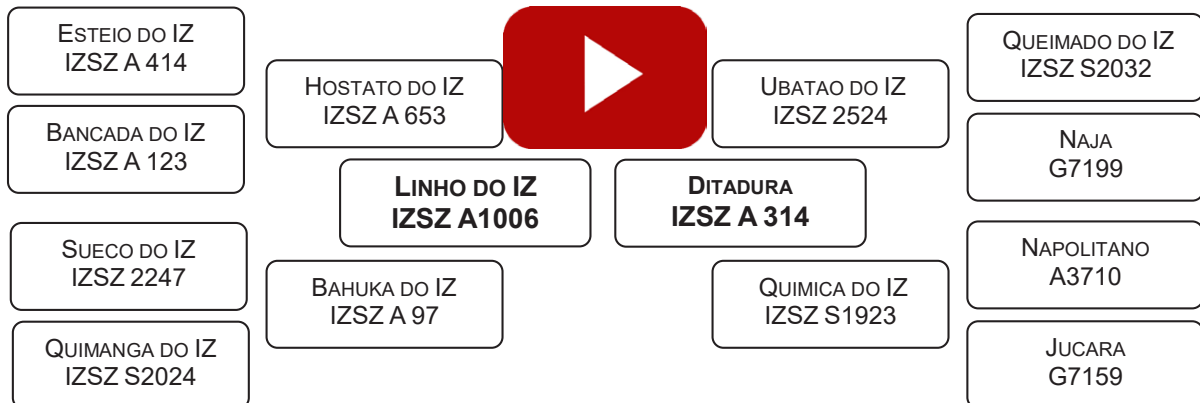 ESTEIO DO IZ
IZSZ A 414
BANCADA DO IZ
IZSZ A 123
SUECO DO IZ
IZSZ 2247
QUIMANGA DO IZ
IZSZ S2024
HOSTATO DO IZ
IZSZ A 653
BAHUKA DO IZ
IZSZ A 97
LINHO DO IZ
IZSZ A1006
DITADURA
IZSZ A 314
UBATAO DO IZ
IZSZ 2524
QUIMICA DO IZ
IZSZ S1923
QUEIMADO DO IZ
IZSZ S2032
NAJA
G7199
NAPOLITANO
A3710
JUCARA
G7159